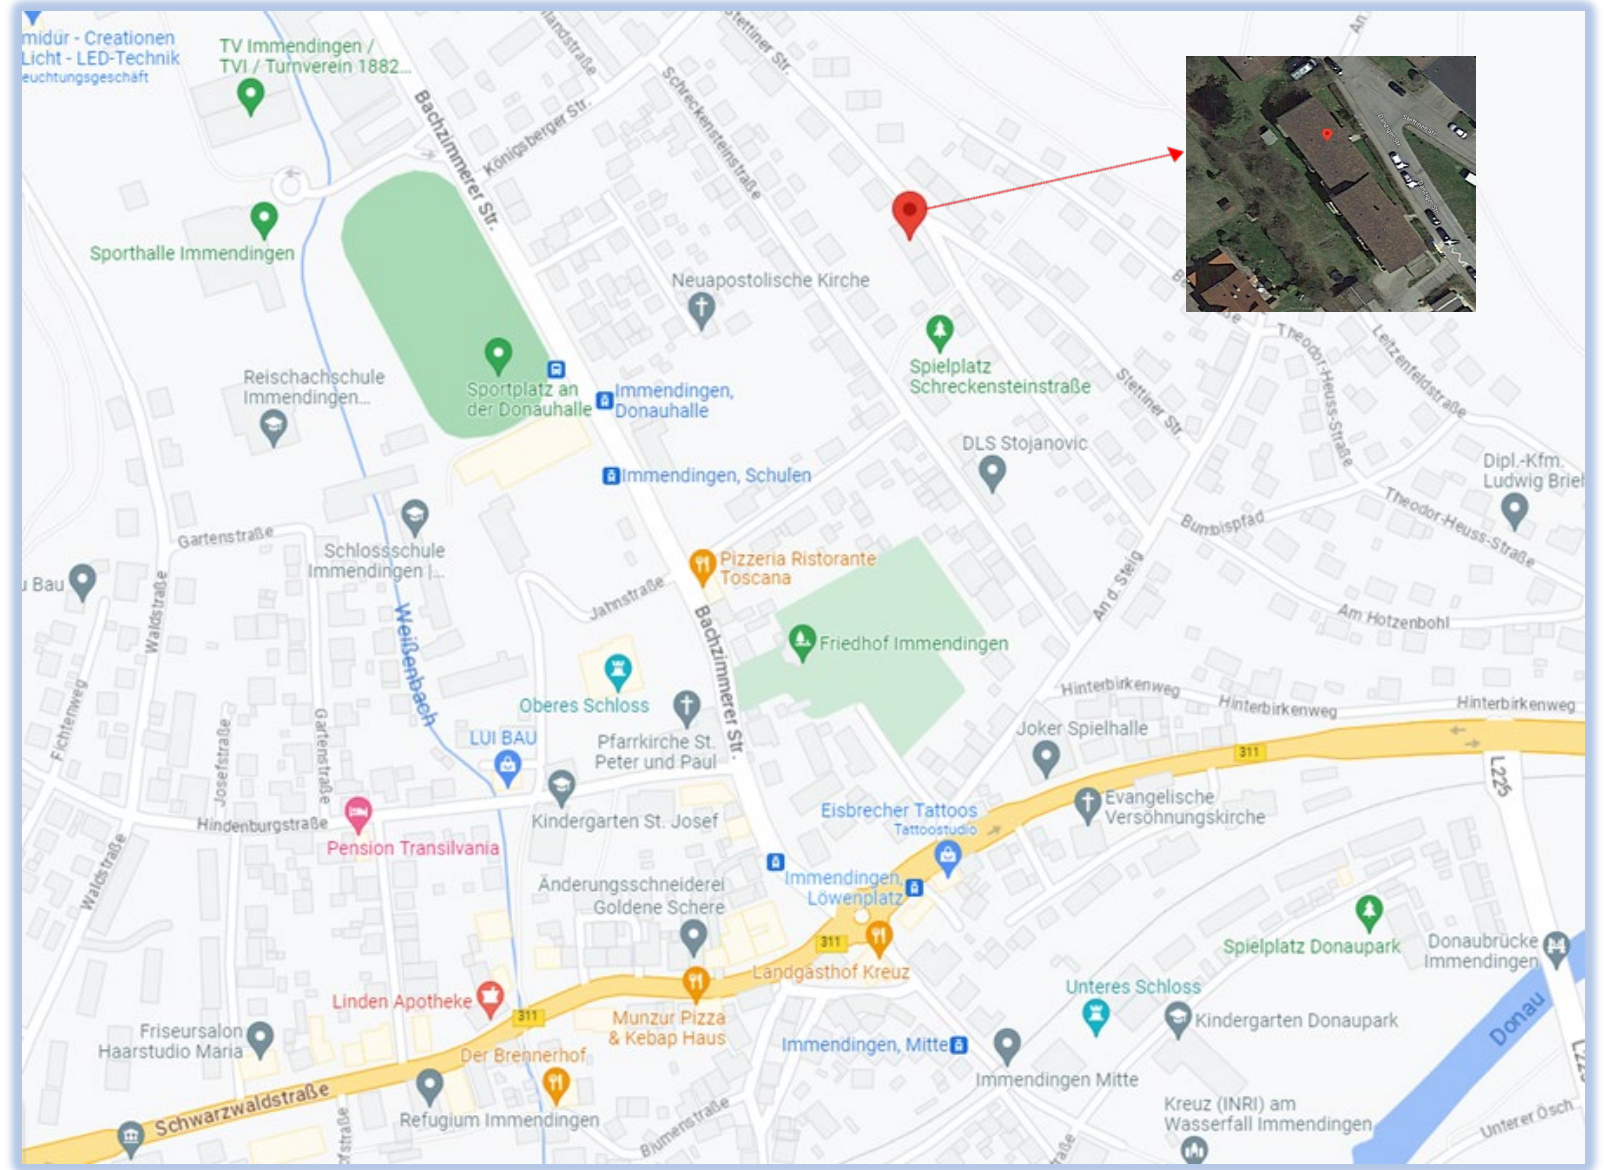 midur - Creationen
Licht - LED-Technik
euchtungsgeschäft
TV Immendingen /
TVI / Turnverein 1882...
Stettiner Str.
An
Schreckensteinstraße
Bachzimmerer Str.
Königsberger Str.
Sporthalle Immendingen
Neuapostolische Kirche
Spielplatz
Schreckensteinstraße
Theodor-Heuss-Straße
Leitzenfeldstraße
Reischachschule
Immendingen...
Sportplatz an
der Donauhalle
Immendingen,
Donauhalle
Stettiner Str.
DLS Stojanovic
Immendingen, Schulen
Dipl.-Kfm.
Ludwig Brieh
Theodor-Heuss-Straße
Bumbispfad
Gartenstraße
Schlossschule
Immendingen |...
u Bau
Pizzeria Ristorante
Toscana
Jahnstraße
Waldstraße
Weißenbach
Bachzimmerer Str.
An d. Steig
Am Hotzenbohl
Friedhof Immendingen
Oberes Schloss
Hinterbirkenweg
Hinterbirkenweg
Hinterbirkenweg
Fichtenweg
Josefstraße
Gartenstraße
LUI BAU
Pfarrkirche St.
Peter und Paul
Joker Spielhalle
311
L225
Hindenburgstraße
Pension Transilvania
Kindergarten St. Josef
Eisbrecher Tattoos
Tattoostudio
Evangelische
Versöhnungskirche
Waldstraße
Änderungsschneiderei
Goldene Schere
Immendingen,
Löwenplatz
311
Landgasthof Kreuz
Spielplatz Donaupark
Donaubrücke
Immendingen
Linden Apotheke
311
Munzur Pizza
& Kebap Haus
Unteres Schloss
Kindergarten Donaupark
Donau
Friseursalon
Haarstudio Maria
Der Brennerhof
Immendingen, Mitte
Immendingen Mitte
Schwarzwaldstraße
Refugium Immendingen
Blumenstraße
Kreuz (INRI) am
Wasserfall Immendingen
Unterer Ösch